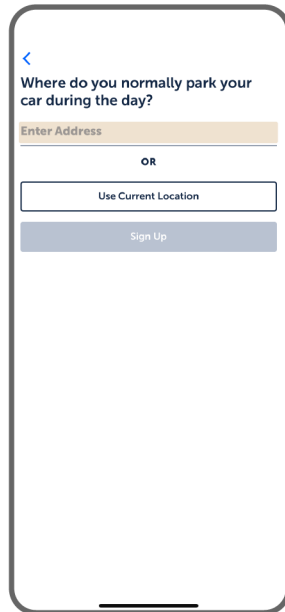 Where do you normally park your
car during the day?
Enter Address
OR
Use Current Location
Sign Up